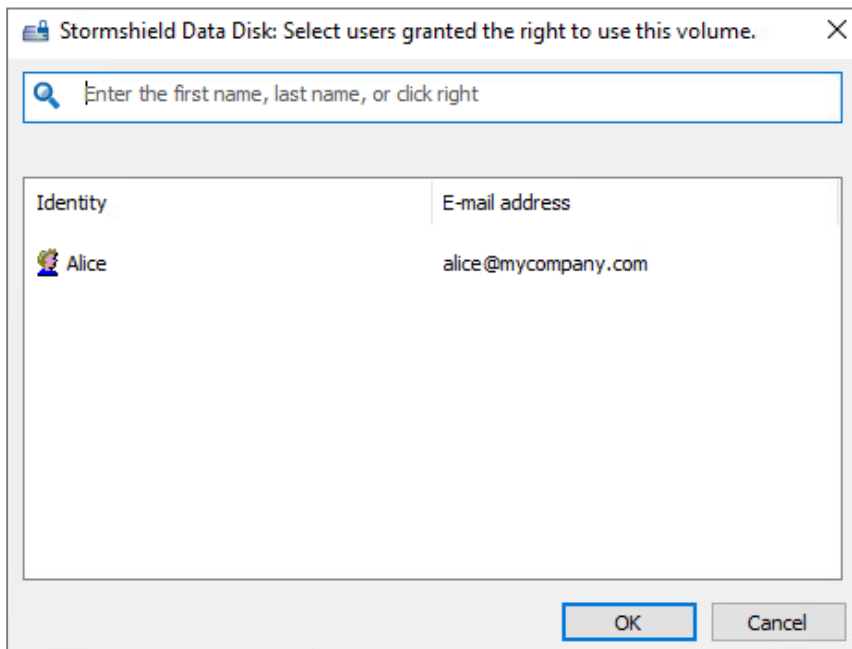 Stormshield Data Disk: Select users granted the right to use this volume.
Enter the first name, last name, or click right
Identity E-mail address
Alice alice@mycompany.com
OK Cancel